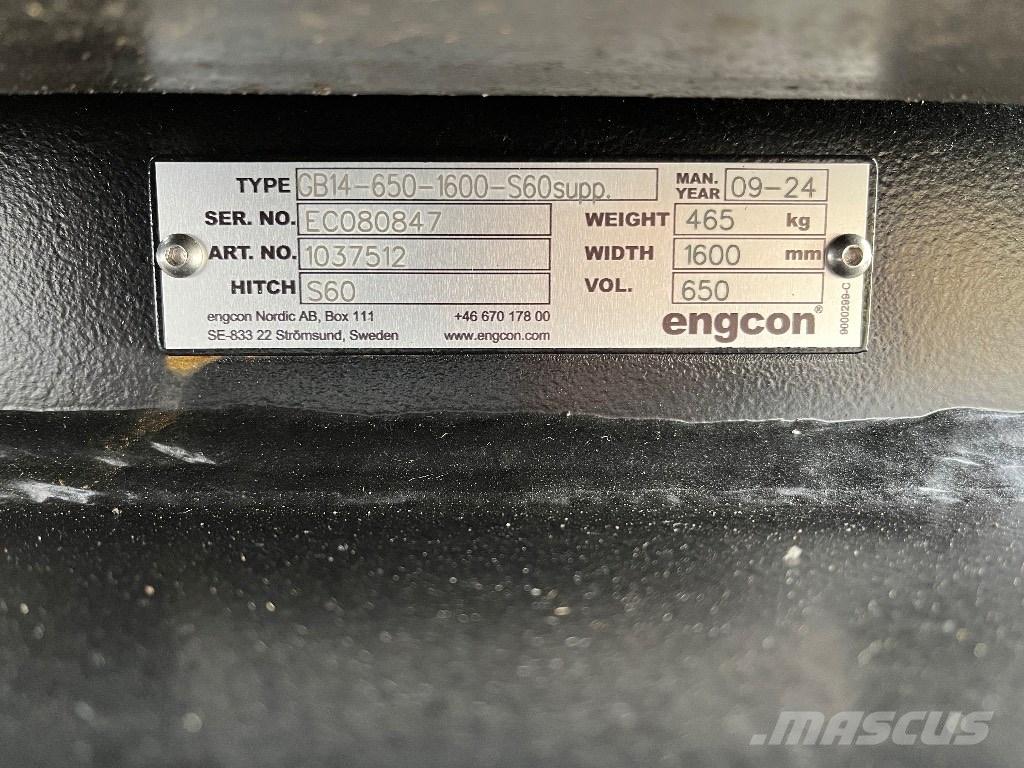 TYPE GB14-650-1600-S60supp. MAN. YEAR 09-24
SER. NO. EC080847 WEIGHT 465 kg
ART. NO. 1037512 WIDTH 1600 mm
HITCH S60 VOL. 650
engcon Nordic AB, Box 111 +46 670 178 00
SE-833 22 Strömsund, Sweden www.engcon.com
engcon®
9000299-C
MASCUS